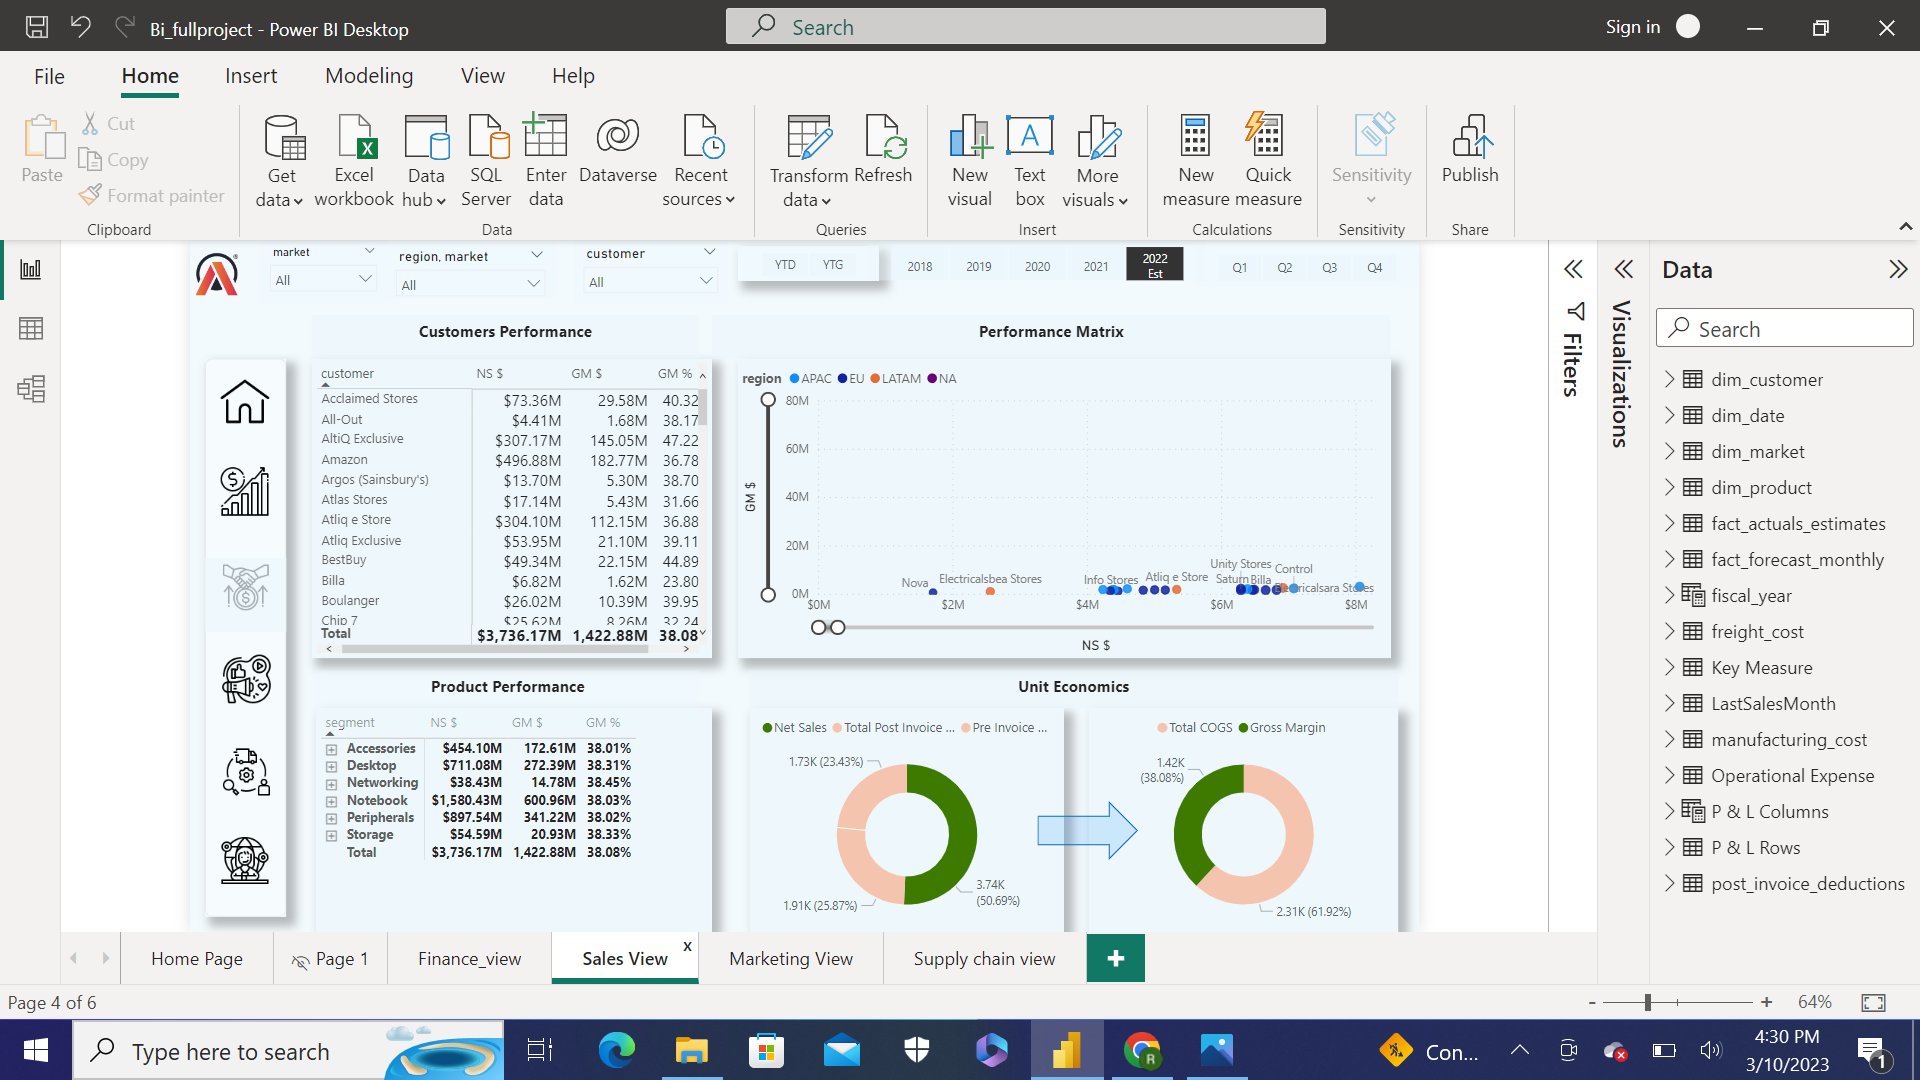 Bi_fullproject - Power BI Desktop
Search
Sign in
File Home Insert Modeling View Help
Paste
Cut
Copy
Format painter
Clipboard
Get data
Excel workbook
Data hub
SQL Server
Enter data
Dataverse
Recent sources
Data
Transform data
Refresh
Queries
New visual
Text box
More visuals
Insert
New measure
Quick measure
Calculations
Sensitivity
Sensitivity
Publish
Share
market
All
region, market
All
customer
All
YTD YTG
2018 2019 2020 2021 2022 Est
Q1 Q2 Q3 Q4
Customers Performance
customer NS $ GM $ GM %
Acclaimed Stores $73.36M 29.58M 40.32
All-Out $4.41M 1.68M 38.17
AltiQ Exclusive $307.17M 145.05M 47.22
Amazon $496.88M 182.77M 36.78
Argos (Sainsbury's) $13.70M 5.30M 38.70
Atlas Stores $17.14M 5.43M 31.66
Atliq e Store $304.10M 112.15M 36.88
Atliq Exclusive $53.95M 21.10M 39.11
BestBuy $49.34M 22.15M 44.89
Billa $6.82M 1.62M 23.80
Boulanger $26.02M 10.39M 39.95
Chip 7 $25.62M 8.26M 32.24
Total $3,736.17M 1,422.88M 38.08
Performance Matrix
region APAC EU LATAM NA
GM $
80M
60M
40M
20M
0M
Nova
Electricalsbea Stores
Info Stores
Atliq e Store
Unity Stores
Saturn
Billa
Control
Electricalsara Stores
$0M $2M $4M $6M $8M
NS $
Product Performance
segment NS $ GM $ GM %
Accessories $454.10M 172.61M 38.01%
Desktop $711.08M 272.39M 38.31%
Networking $38.43M 14.78M 38.45%
Notebook $1,580.43M 600.96M 38.03%
Peripherals $897.54M 341.22M 38.02%
Storage $54.59M 20.93M 38.33%
Total $3,736.17M 1,422.88M 38.08%
Unit Economics
Net Sales Total Post Invoice ... Pre Invoice ...
1.73K (23.43%)
1.91K (25.87%)
3.74K
(50.69%)
Total COGS Gross Margin
1.42K
(38.08%)
2.31K (61.92%)
Filters
Visualizations
Data
Search
dim_customer
dim_date
dim_market
dim_product
fact_actuals_estimates
fact_forecast_monthly
fiscal_year
freight_cost
Key Measure
LastSalesMonth
manufacturing_cost
Operational Expense
P & L Columns
P & L Rows
post_invoice_deductions
Home Page Page 1 Finance_view Sales View x Marketing View Supply chain view +
Page 4 of 6
- + 64%
Type here to search
R
Con...
4:30 PM
3/10/2023
1